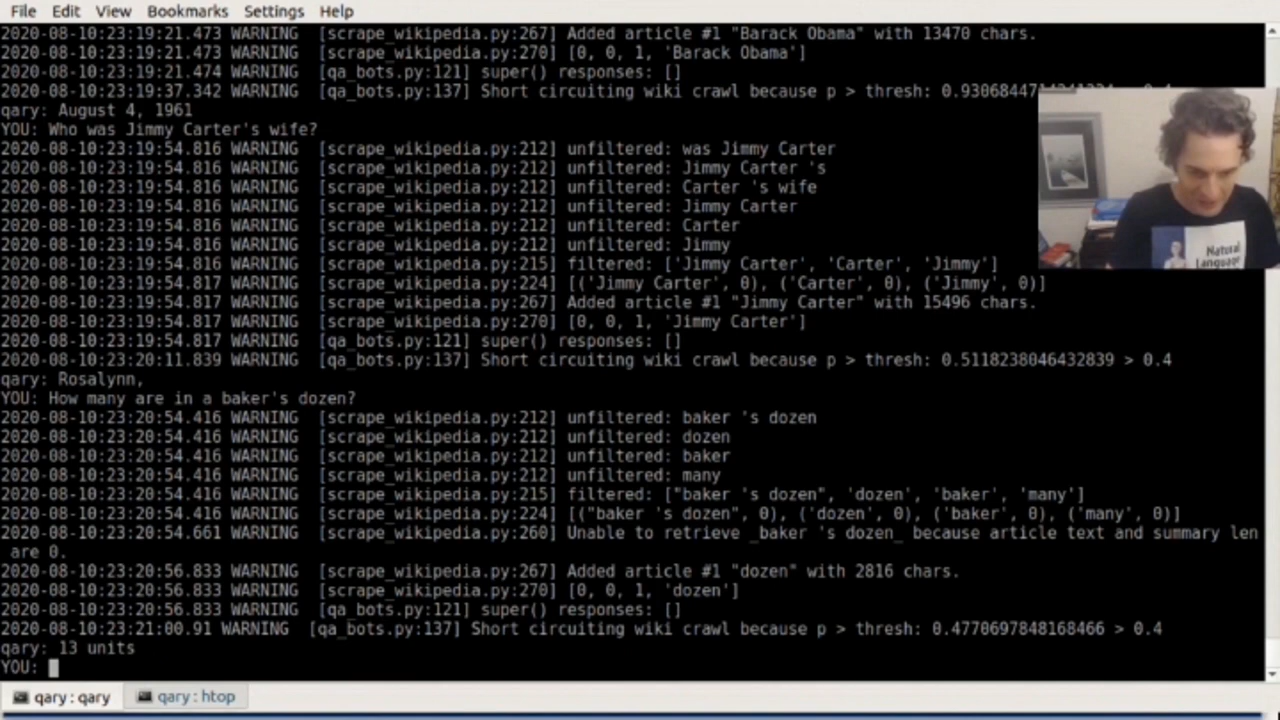 File Edit View Bookmarks Settings Help
2020-08-10:23:19:21.473 WARNING [scrape_wikipedia.py:267] Added article #1 "Barack Obama" with 13470 chars.
2020-08-10:23:19:21.473 WARNING [scrape_wikipedia.py:270] [0, 0, 1, 'Barack Obama']
2020-08-10:23:19:21.474 WARNING [qa_bots.py:121] super() responses: []
2020-08-10:23:19:37.342 WARNING [qa_bots.py:137] Short circuiting wiki crawl because p > thresh:
qary: August 4, 1961
YOU: Who was Jimmy Carter's wife?
2020-08-10:23:19:54.816 WARNING [scrape_wikipedia.py:212] unfiltered: was Jimmy Carter
2020-08-10:23:19:54.816 WARNING [scrape_wikipedia.py:212] unfiltered: Jimmy Carter 's
2020-08-10:23:19:54.816 WARNING [scrape_wikipedia.py:212] unfiltered: Carter 's wife
2020-08-10:23:19:54.816 WARNING [scrape_wikipedia.py:212] unfiltered: Jimmy Carter
2020-08-10:23:19:54.816 WARNING [scrape_wikipedia.py:212] unfiltered: Carter
2020-08-10:23:19:54.816 WARNING [scrape_wikipedia.py:212] unfiltered: Jimmy
2020-08-10:23:19:54.816 WARNING [scrape_wikipedia.py:215] filtered: ['Jimmy Carter', 'Carter', 'Jimmy']
2020-08-10:23:19:54.816 WARNING [scrape_wikipedia.py:224] [('Jimmy Carter', 0), ('Carter', 0), ('Jimmy', 0)]
2020-08-10:23:19:54.817 WARNING [scrape_wikipedia.py:267] Added article #1 "Jimmy Carter" with 15496 chars.
2020-08-10:23:19:54.817 WARNING [scrape_wikipedia.py:270] [0, 0, 1, 'Jimmy Carter']
2020-08-10:23:19:54.817 WARNING [qa_bots.py:121] super() responses: []
2020-08-10:23:20:11.839 WARNING [qa_bots.py:137] Short circuiting wiki crawl because p > thresh: 0.5118238046432839 > 0.4
qary: Rosalynn,
YOU: How many are in a baker's dozen?
2020-08-10:23:20:54.416 WARNING [scrape_wikipedia.py:212] unfiltered: baker 's dozen
2020-08-10:23:20:54.416 WARNING [scrape_wikipedia.py:212] unfiltered: dozen
2020-08-10:23:20:54.416 WARNING [scrape_wikipedia.py:212] unfiltered: baker
2020-08-10:23:20:54.416 WARNING [scrape_wikipedia.py:212] unfiltered: many
2020-08-10:23:20:54.416 WARNING [scrape_wikipedia.py:215] filtered: ["baker 's dozen", 'dozen', 'baker', 'many']
2020-08-10:23:20:54.416 WARNING [scrape_wikipedia.py:224] [("baker 's dozen", 0), ('dozen', 0), ('baker', 0), ('many', 0)]
2020-08-10:23:20:54.661 WARNING [scrape_wikipedia.py:260] Unable to retrieve _baker 's dozen_ because article text and summary len
are 0.
2020-08-10:23:20:56.833 WARNING [scrape_wikipedia.py:267] Added article #1 "dozen" with 2816 chars.
2020-08-10:23:20:56.833 WARNING [scrape_wikipedia.py:270] [0, 0, 1, 'dozen']
2020-08-10:23:20:56.833 WARNING [qa_bots.py:121] super() responses: []
2020-08-10:23:21:00.91 WARNING [qa_bots.py:137] Short circuiting wiki crawl because p > thresh: 0.4770697848168466 > 0.4
qary: 13 units
YOU:
Natural
Language
qary : qary qary : htop